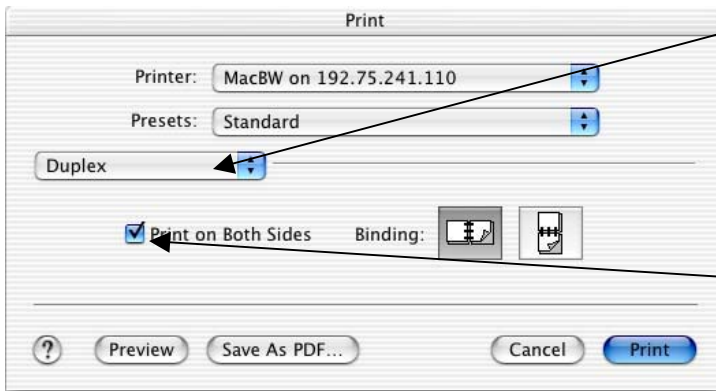 Print
Printer: MacBW on 192.75.241.110
Presets: Standard
Duplex
Print on Both Sides Binding:
? Preview Save As PDF... Cancel Print